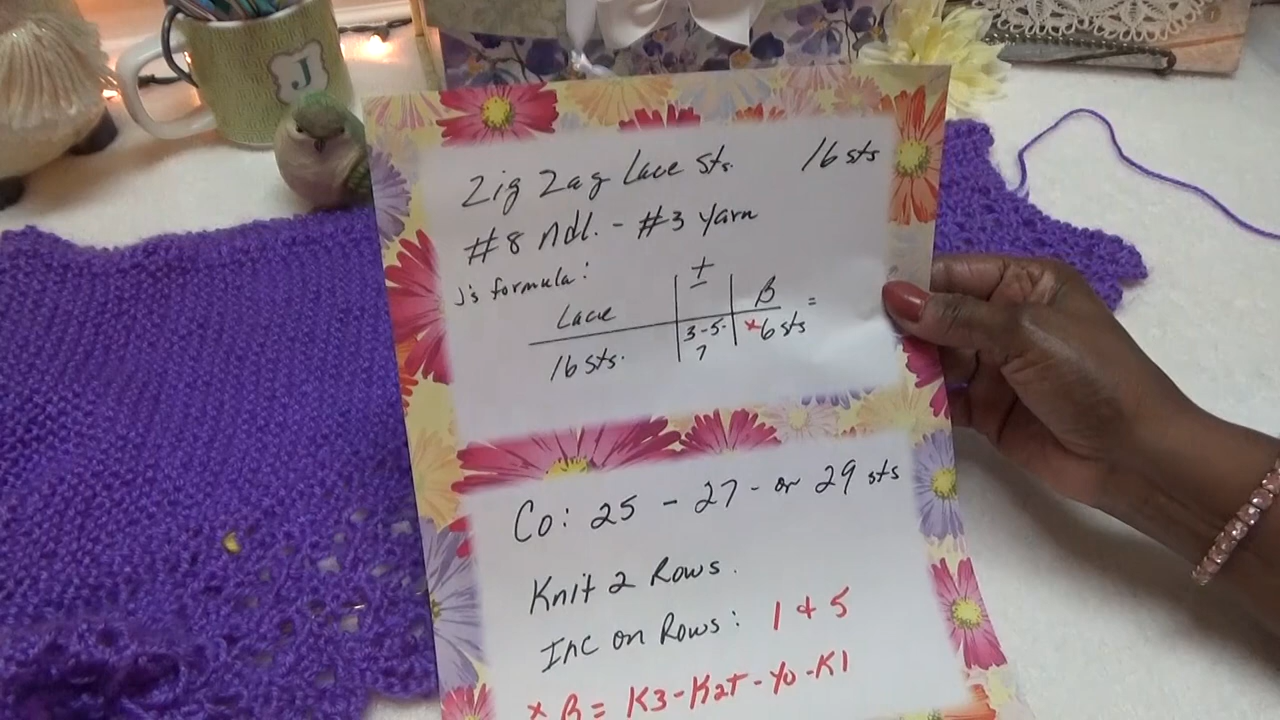 J
Zig Zag Lace Sts. 16 sts
#8 ndl. - #3 yarn
J's formula:
Lace | ± | B =
16 sts. | 3-5-7 | *6 sts
Co: 25 - 27 - or 29 sts
Knit 2 Rows.
Inc on Rows: 1 & 5
* B = K3-K2T-Yo-K1